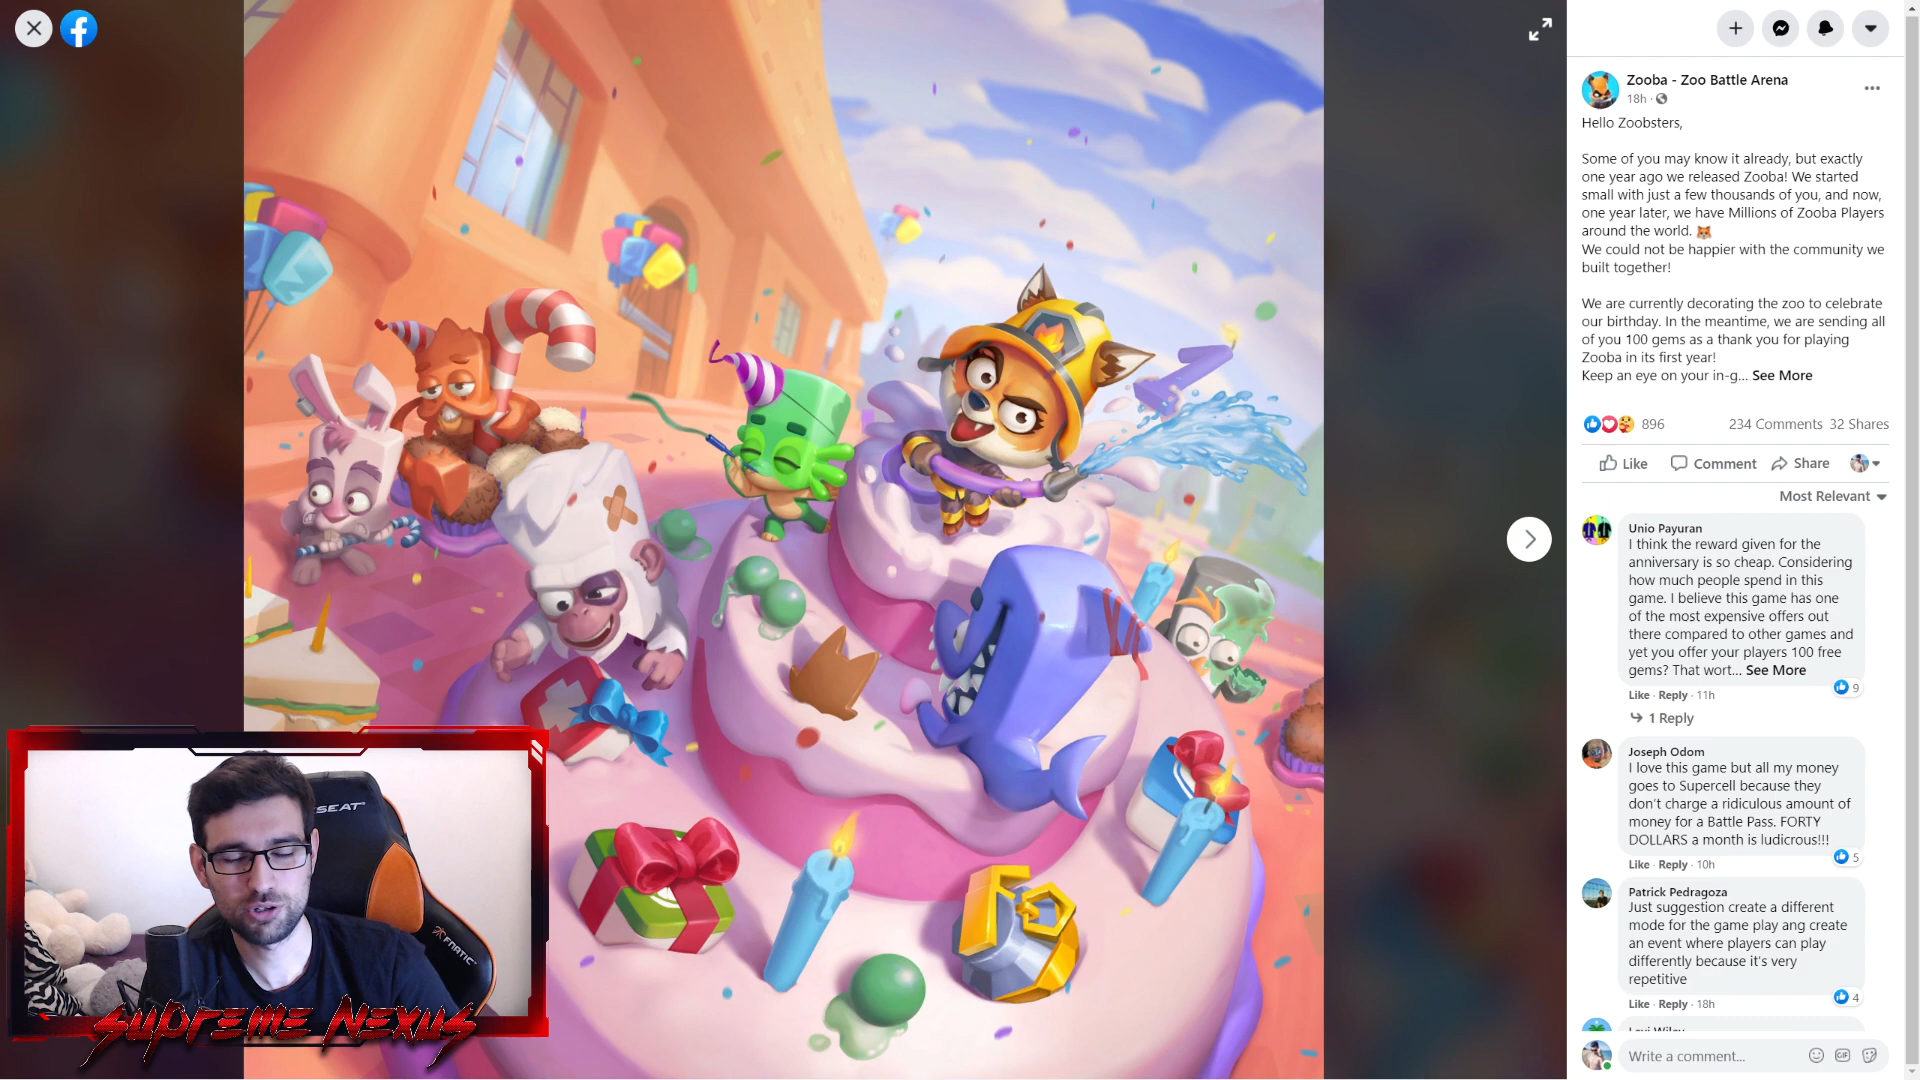 Zooba - Zoo Battle Arena
18h ·
Hello Zoobsters,
Some of you may know it already, but exactly
one year ago we released Zooba! We started
small with just a few thousands of you, and now,
one year later, we have Millions of Zooba Players
around the world. 🦊
We could not be happier with the community we
built together!
We are currently decorating the zoo to celebrate
our birthday. In the meantime, we are sending all
of you 100 gems as a thank you for playing
Zooba in its first year!
Keep an eye on your in-g... See More
896
234 Comments 32 Shares
Like Comment Share
Most Relevant
Unio Payuran
I think the reward given for the
anniversary is so cheap. Considering
how much people spend in this
game. I believe this game has one
of the most expensive offers out
there compared to other games and
yet you offer your players 100 free
gems? That wort... See More
9
Like · Reply · 11h
1 Reply
Joseph Odom
I love this game but all my money
goes to Supercell because they
don't charge a ridiculous amount of
money for a Battle Pass. FORTY
DOLLARS a month is ludicrous!!!
5
Like · Reply · 10h
Patrick Pedragoza
Just suggestion create a different
mode for the game play ang create
an event where players can play
differently because it's very
repetitive
4
Like · Reply · 18h
Write a comment...
GIF
SEAT
FNATIC
SUPREME NEXUS